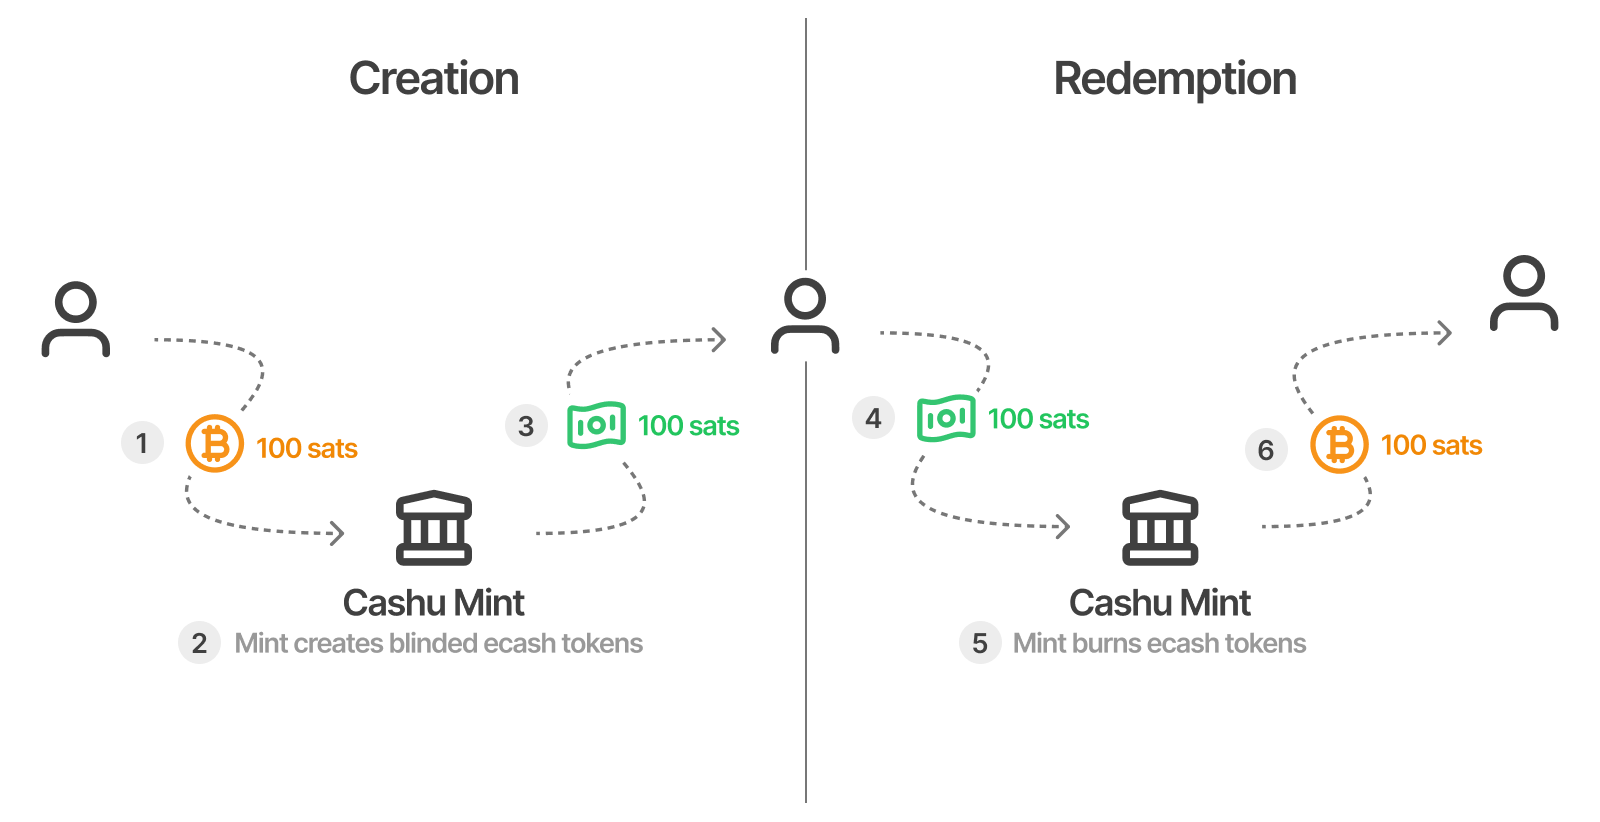 Creation
1
100 sats
3
100 sats
Cashu Mint
2 Mint creates blinded ecash tokens
Redemption
4
100 sats
6
100 sats
Cashu Mint
5 Mint burns ecash tokens